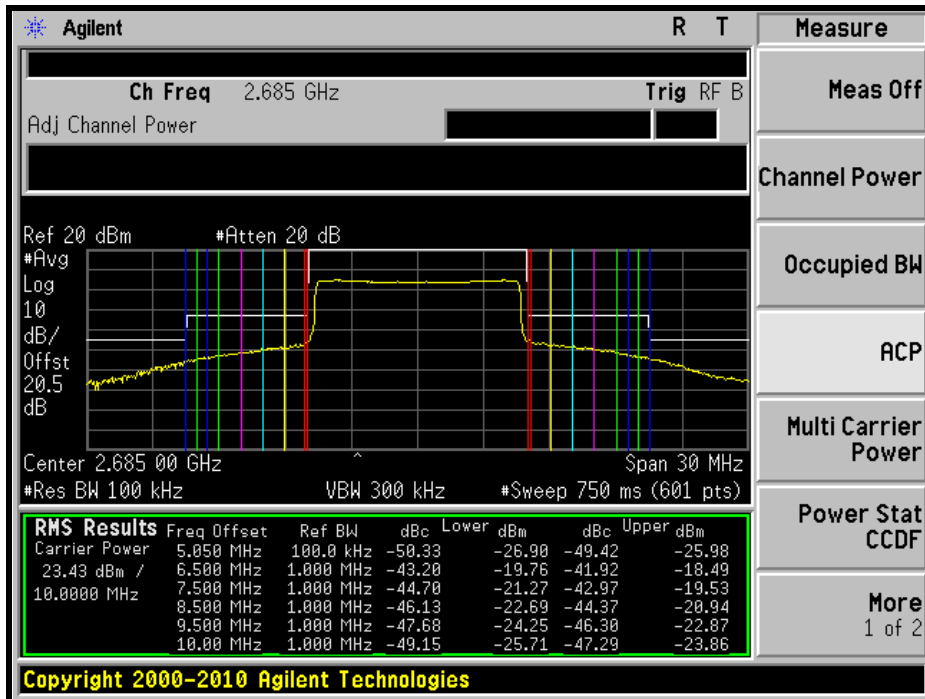 Agilent R T Measure
Ch Freq 2.685 GHz Trig RF B
Meas Off
Adj Channel Power
Channel Power
Ref 20 dBm #Atten 20 dB
#Avg
Log
10
dB/
Offst
20.5
dB
Occupied BW
ACP
Multi Carrier
Power
Center 2.685 00 GHz ^ Span 30 MHz
#Res BW 100 kHz VBW 300 kHz #Sweep 750 ms (601 pts)
Power Stat
CCDF
RMS Results Freq Offset Ref BW dBc Lower dBm dBc Upper dBm
Carrier Power 5.050 MHz 100.0 kHz -50.33 -26.90 -49.42 -25.98
23.43 dBm / 6.500 MHz 1.000 MHz -43.20 -19.76 -41.92 -18.49
10.0000 MHz 7.500 MHz 1.000 MHz -44.70 -21.27 -42.97 -19.53
8.500 MHz 1.000 MHz -46.13 -22.69 -44.37 -20.94
9.500 MHz 1.000 MHz -47.68 -24.25 -46.30 -22.87
10.00 MHz 1.000 MHz -49.15 -25.71 -47.29 -23.86
More
1 of 2
Copyright 2000-2010 Agilent Technologies